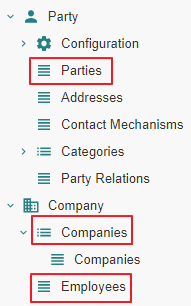 Party
Configuration
Parties
Addresses
Contact Mechanisms
Categories
Party Relations
Company
Companies
Companies
Employees